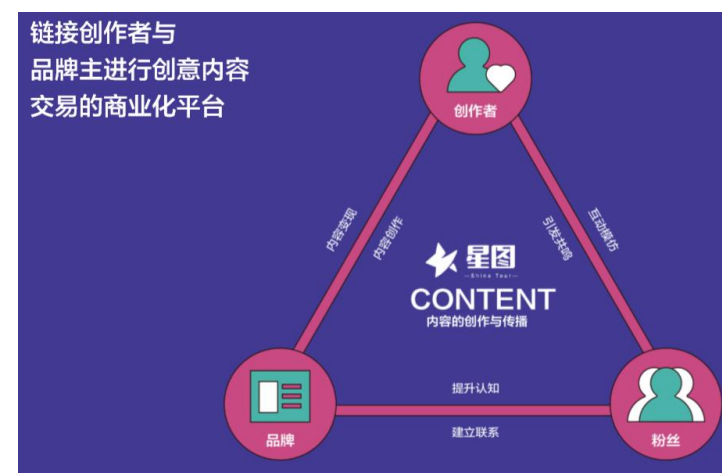 链接创作者与
品牌主进行创意内容
交易的商业化平台
创作者
内容变现
内容创作
引发共鸣
互动模仿
星图
—Shine Tour—
CONTENT
内容的创作与传播
提升认知
建立联系
品牌
粉丝